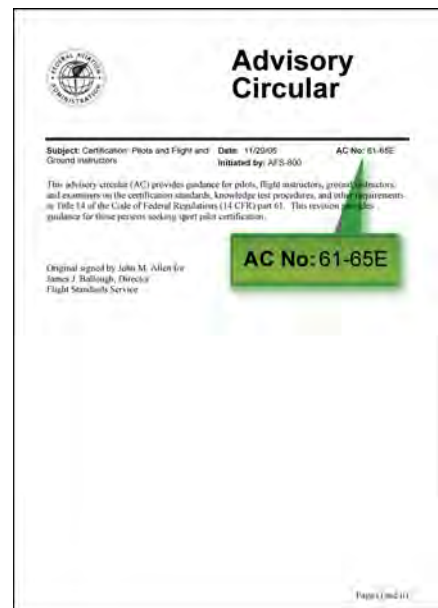 FEDERAL AVIATION
ADMINISTRATION
Advisory
Circular
Subject: Certification: Pilots and Flight and
Ground Instructors
Date: 11/29/05
Initiated by: AFS-800
AC No: 61-65E
This advisory circular (AC) provides guidance for pilots, flight instructors, ground instructors,
and examiners on the certification standards, knowledge test procedures, and other requirements
in Title 14 of the Code of Federal Regulations (14 CFR) part 61. This revision provides
guidance for those persons seeking sport pilot certification.
AC No: 61-65E
Original signed by John M. Allen for
James J. Ballough, Director
Flight Standards Service